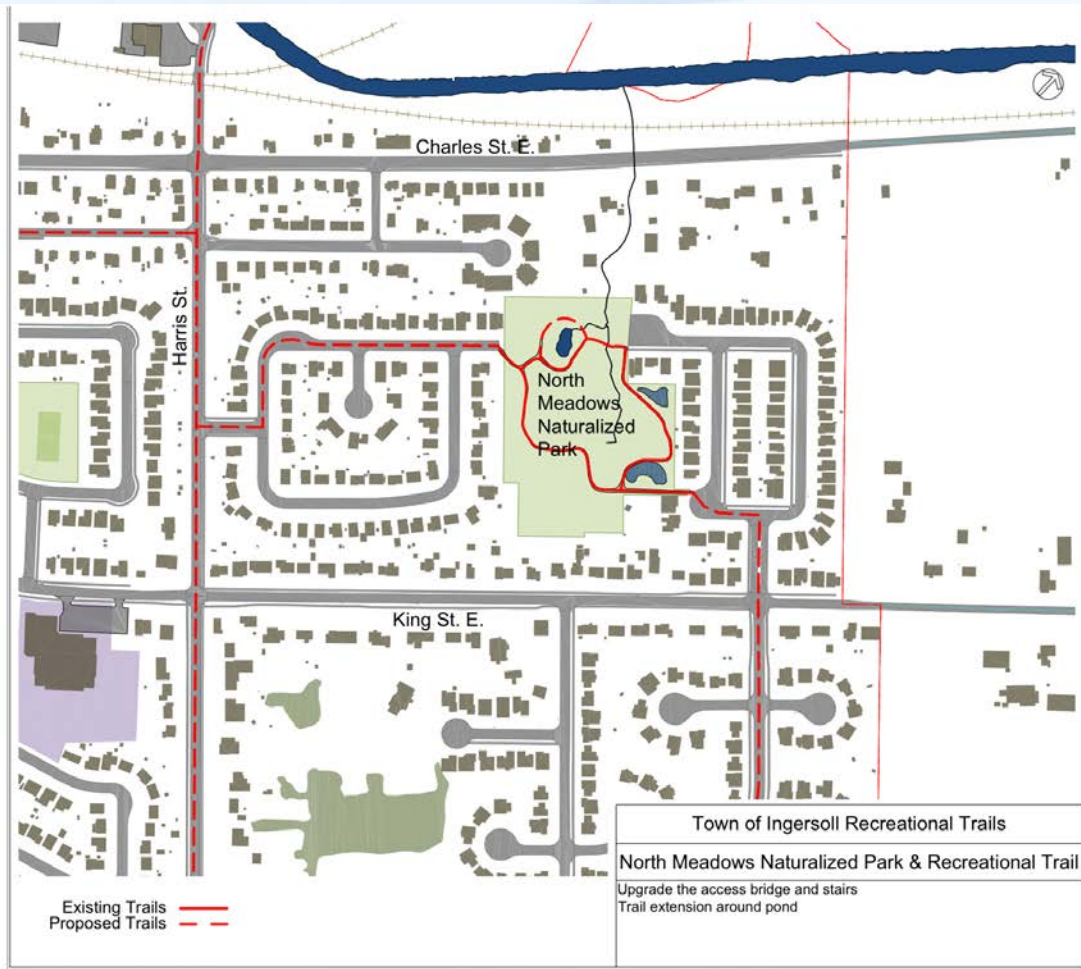 Charles St. E.
Harris St.
North
Meadows
Naturalized
Park
King St. E.
Town of Ingersoll Recreational Trails
North Meadows Naturalized Park & Recreational Trail
Upgrade the access bridge and stairs
Trail extension around pond
Existing Trails
Proposed Trails